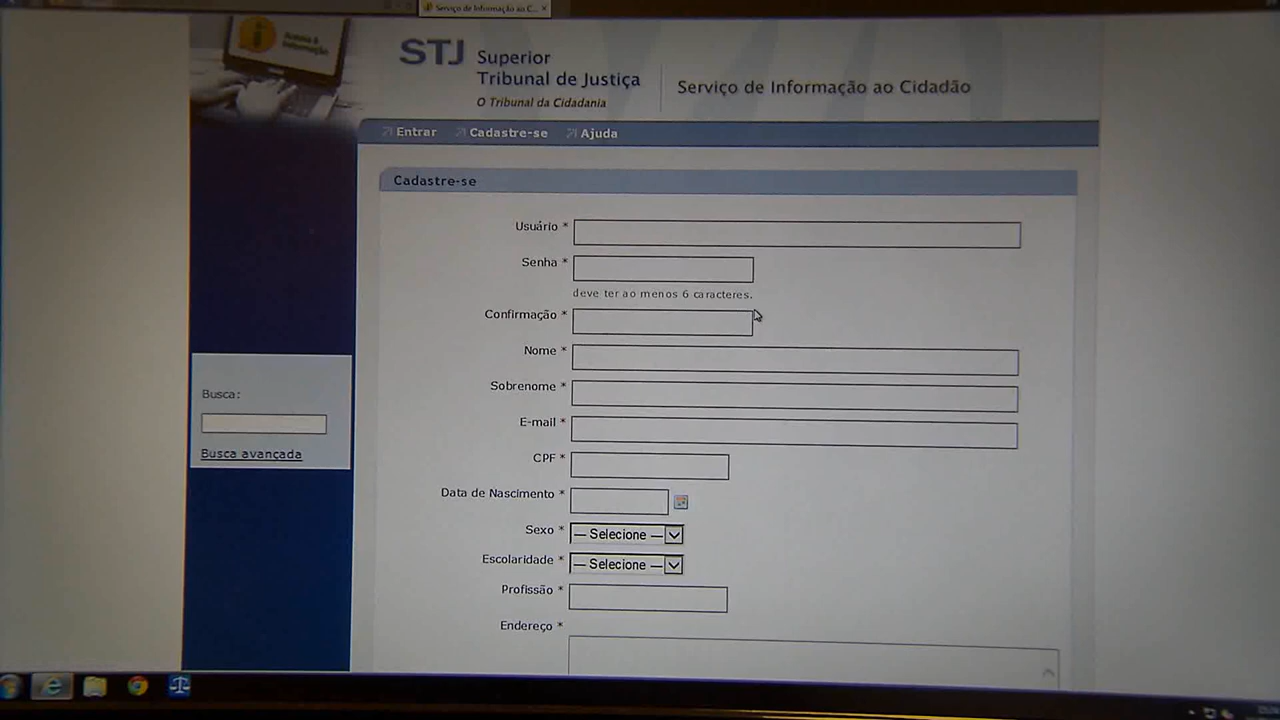 Serviço de Informação ao C...
Acesso à
Informação
STJ
Superior
Tribunal de Justiça
O Tribunal da Cidadania
Serviço de Informação ao Cidadão
Entrar
Cadastre-se
Ajuda
Cadastre-se
Usuário *
Senha *
deve ter ao menos 6 caracteres.
Confirmação *
Nome *
Sobrenome *
E-mail *
CPF *
Data de Nascimento *
Sexo *
— Selecione —
Escolaridade *
— Selecione —
Profissão *
Endereço *
Busca:
Busca avançada